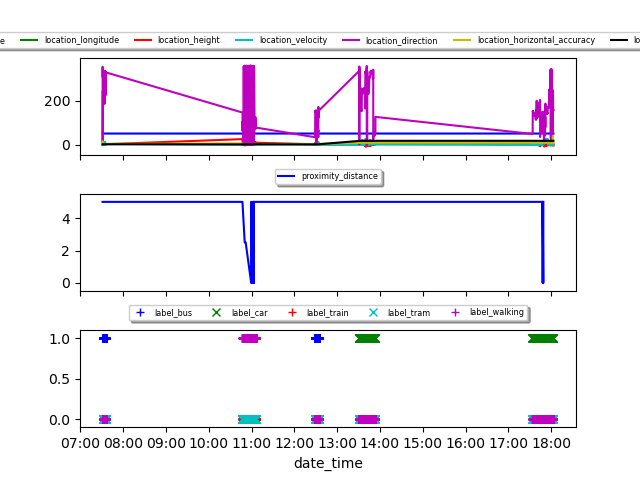 e location_longitude location_height location_velocity location_direction location_horizontal_accuracy lo
200
0
proximity_distance
4
2
0
label_bus label_car label_train label_tram label_walking
1.0
0.5
0.0
07:00 08:00 09:00 10:00 11:00 12:00 13:00 14:00 15:00 16:00 17:00 18:00
date_time